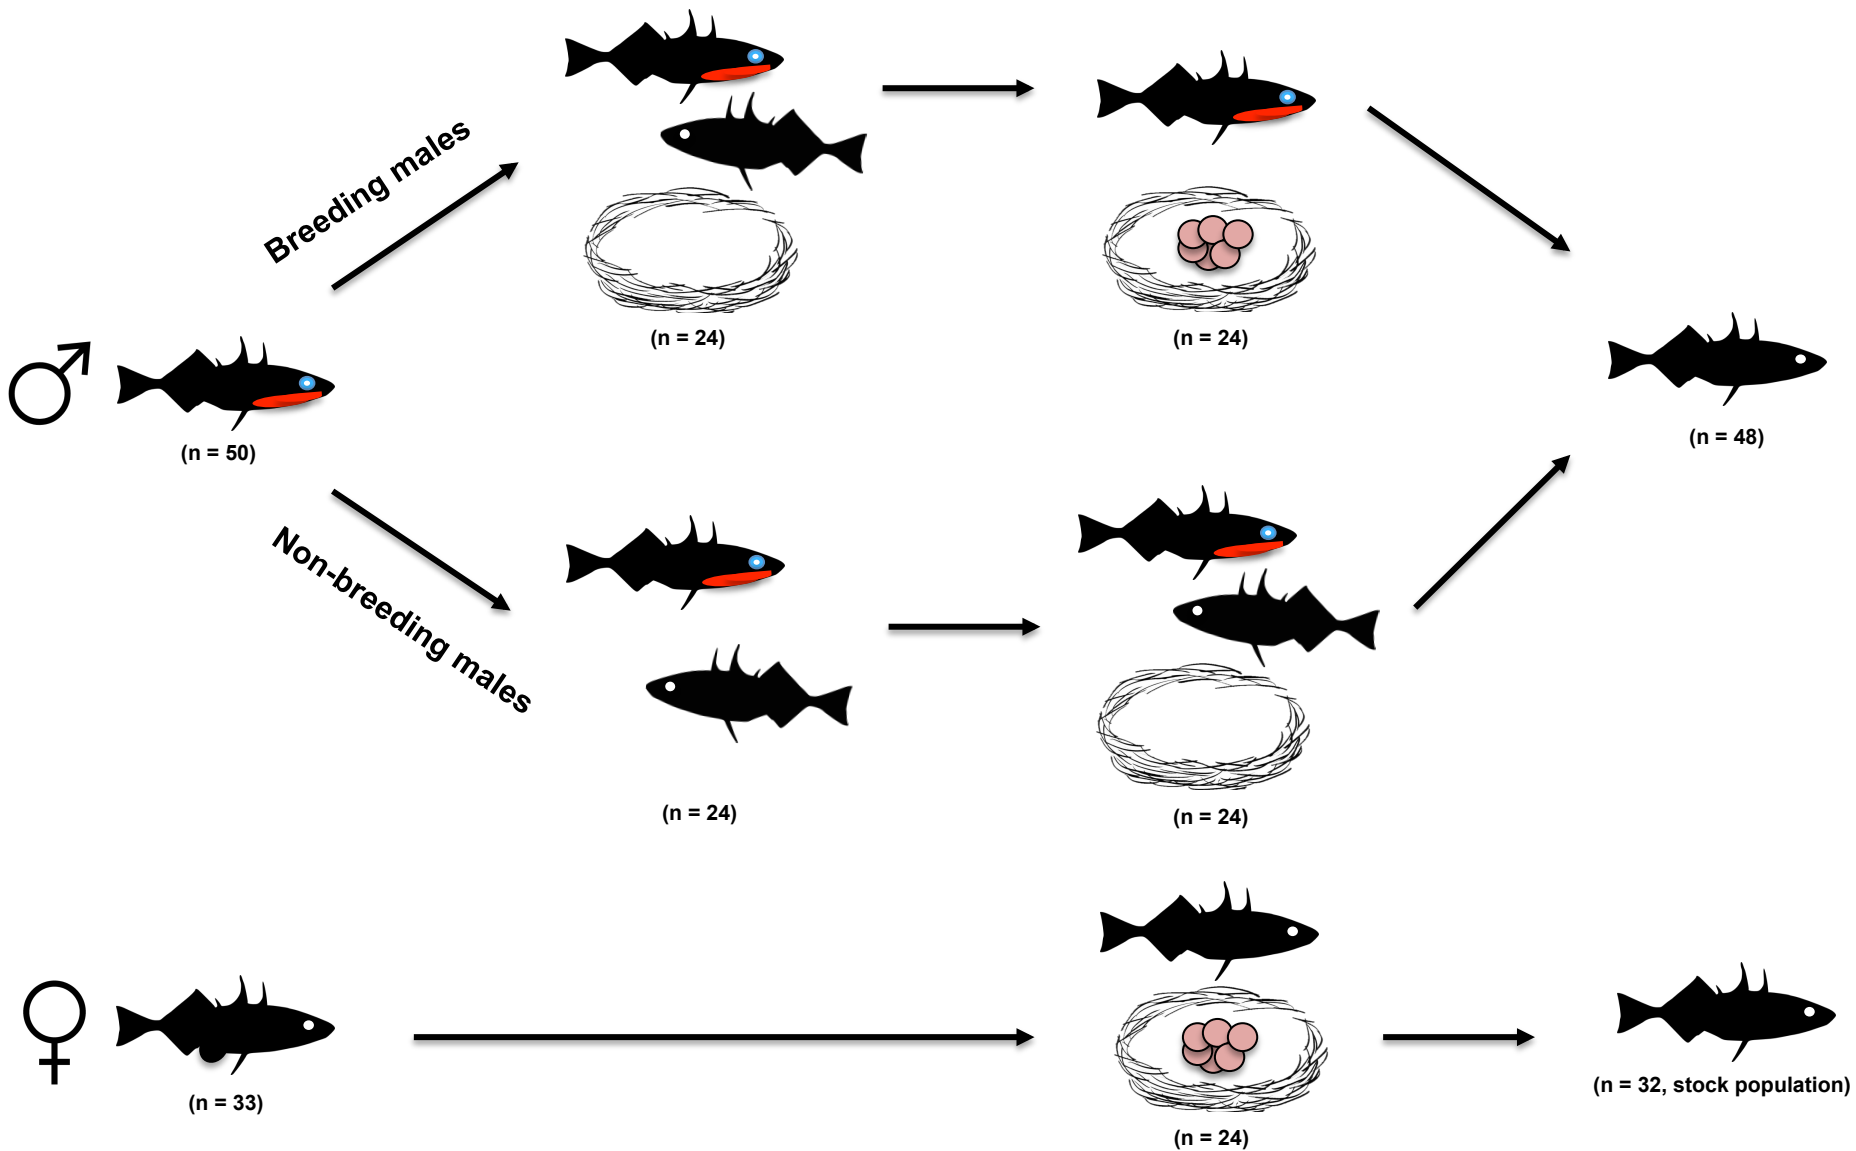 Breeding males
(n = 24)
(n = 24)
(n = 50)
(n = 48)
Non-breeding males
(n = 24)
(n = 24)
(n = 33)
(n = 24)
(n = 32, stock population)